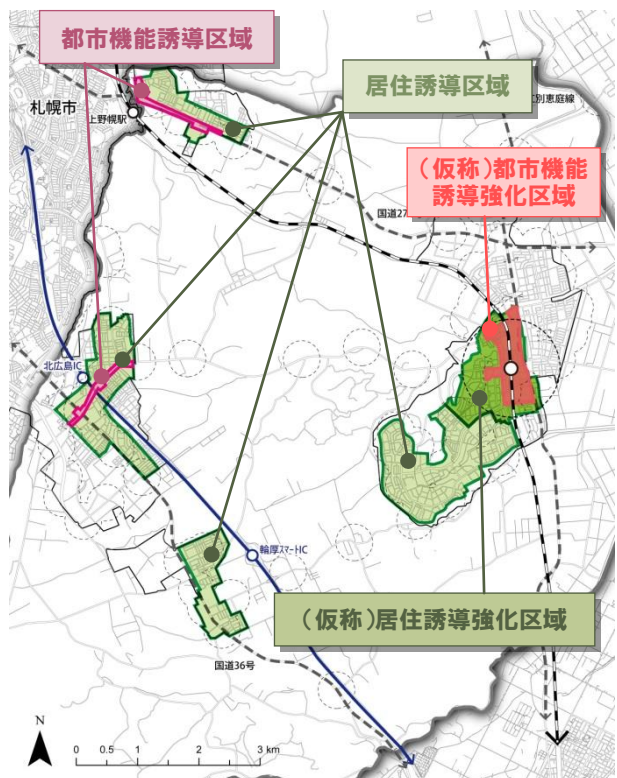 都市機能誘導区域
居住誘導区域
札幌市
上野幌駅
別恵庭線
(仮称)都市機能
誘導強化区域
国道27
北広島IC
輪厚スマートIC
(仮称)居住誘導強化区域
国道36号
N
0 0.5 1 2 3 km